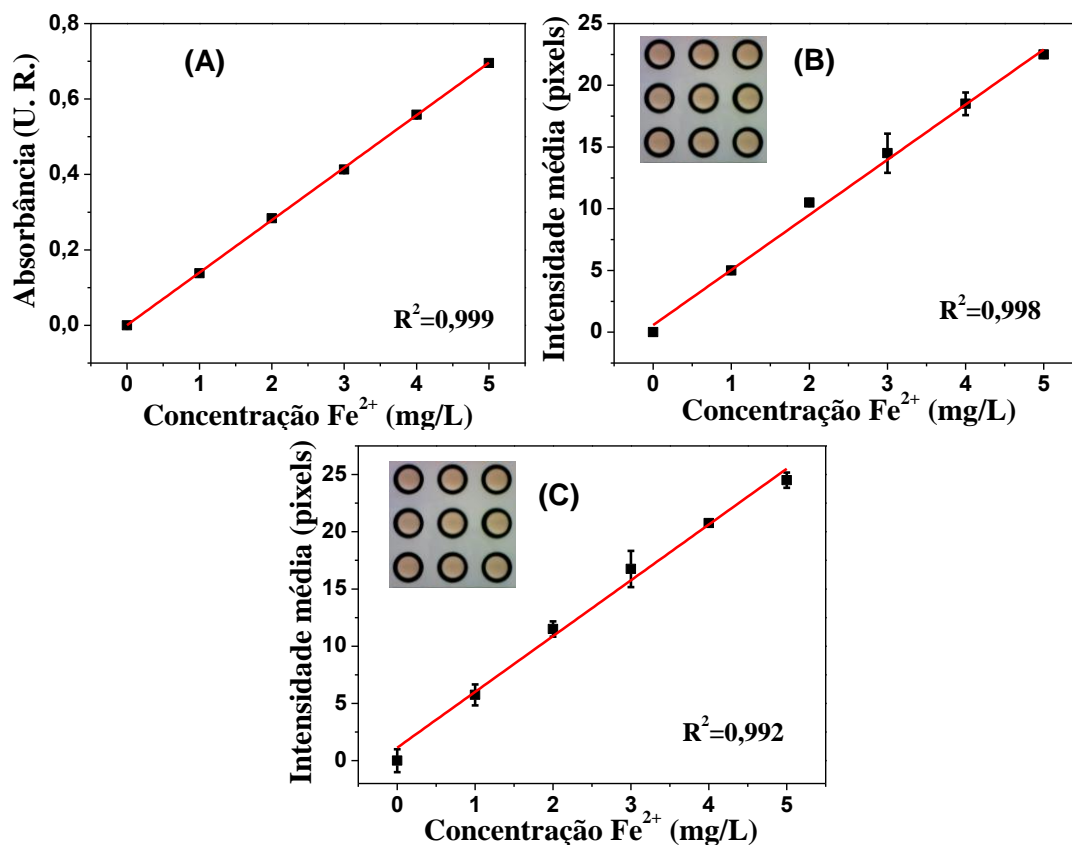 Absorbância (U. R.)
0,8
0,6
0,4
0,2
0,0
(A)
R²=0,999
0 1 2 3 4 5
Concentração Fe²⁺ (mg/L)
Intensidade média (pixels)
25
20
15
10
5
0
(B)
R²=0,998
0 1 2 3 4 5
Concentração Fe²⁺ (mg/L)
Intensidade média (pixels)
25
20
15
10
5
0
(C)
R²=0,992
0 1 2 3 4 5
Concentração Fe²⁺ (mg/L)